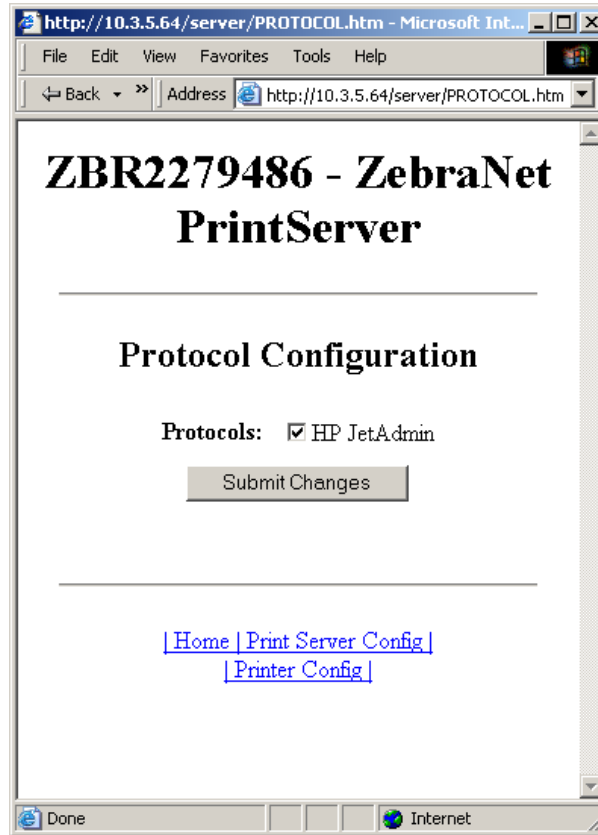 http://10.3.5.64/server/PROTOCOL.htm - Microsoft Int...
File Edit View Favorites Tools Help
Back » Address http://10.3.5.64/server/PROTOCOL.htm
ZBR2279486 - ZebraNet
PrintServer
Protocol Configuration
Protocols: HP JetAdmin
Submit Changes
| Home | Print Server Config |
| Printer Config |
Done Internet